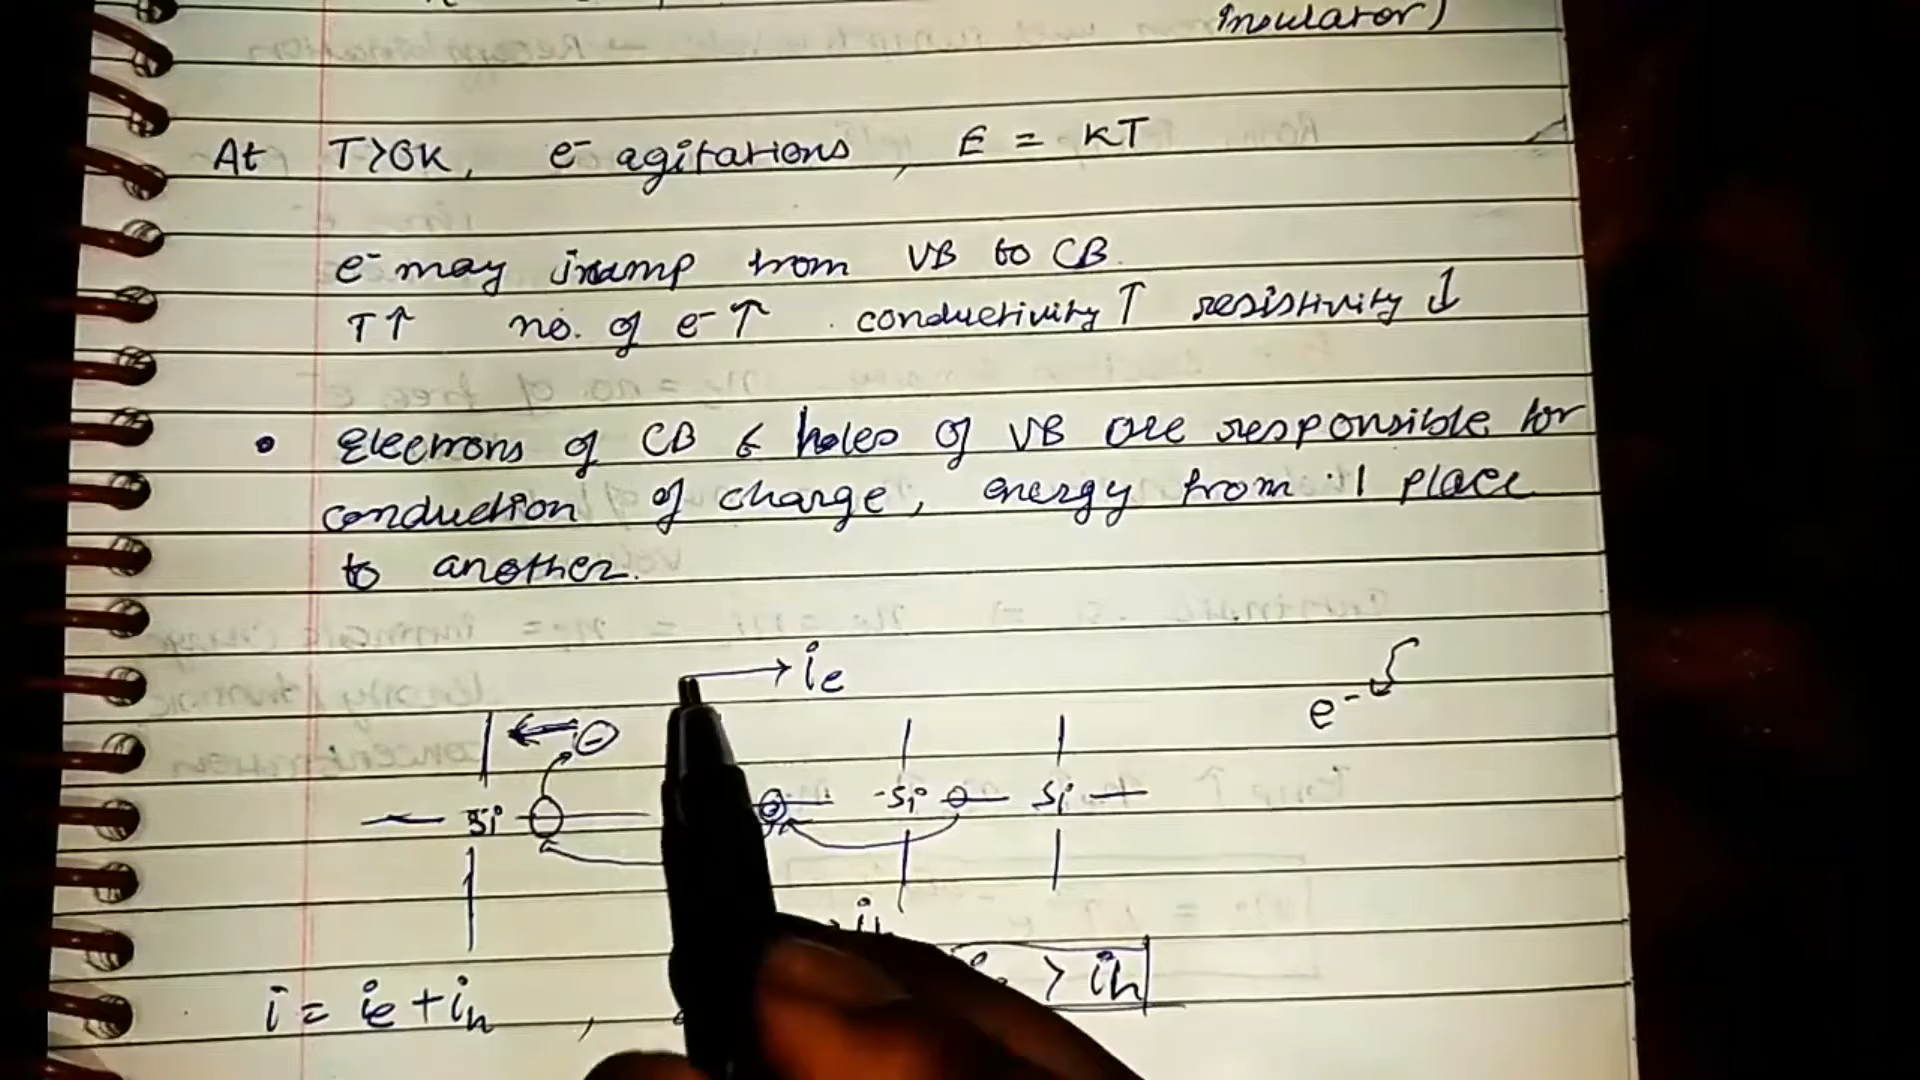 Insulator)
At T>0K, e⁻ agitations, E = KT
e⁻ may jump from VB to CB.
T↑ no. of e⁻↑ conductivity↑ resistivity↓
• Electrons of CB & holes of VB are responsible for
conduction of charge, energy from 1 place
to another.
→ ie
e⁻
Si Si Si
ih
i = ie + ih , > ih